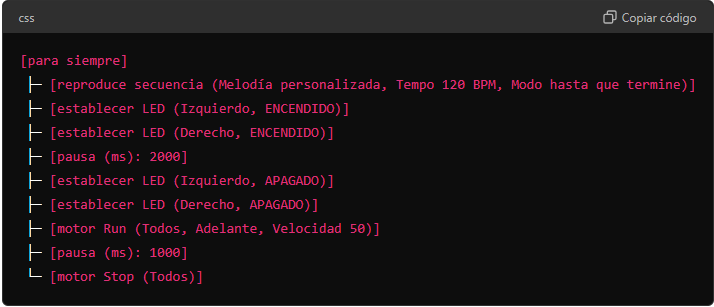 css
Copiar código
[para siempre]
├─ [reproduce secuencia (Melodía personalizada, Tempo 120 BPM, Modo hasta que termine)]
├─ [establecer LED (Izquierdo, ENCENDIDO)]
├─ [establecer LED (Derecho, ENCENDIDO)]
├─ [pausa (ms): 2000]
├─ [establecer LED (Izquierdo, APAGADO)]
├─ [establecer LED (Derecho, APAGADO)]
├─ [motor Run (Todos, Adelante, Velocidad 50)]
├─ [pausa (ms): 1000]
└─ [motor Stop (Todos)]